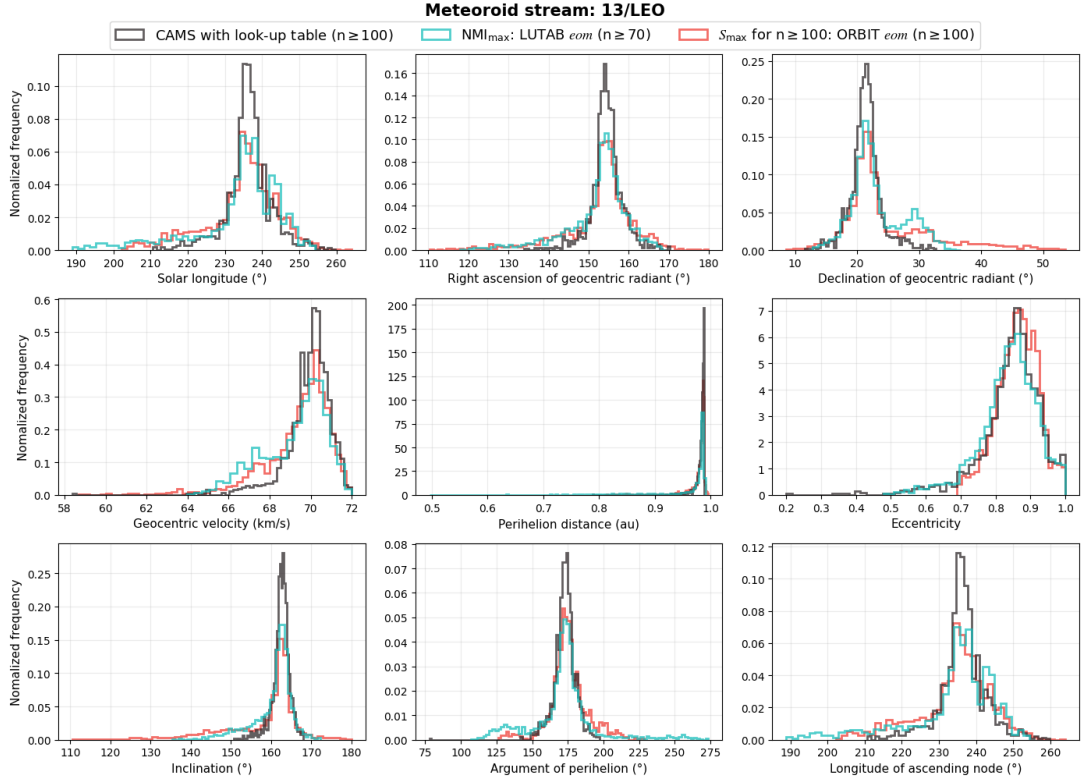 Meteoroid stream: 13/LEO
CAMS with look-up table (n ≥ 100)
NMI_max: LUTAB eom (n ≥ 70)
S_max for n ≥ 100: ORBIT eom (n ≥ 100)
Nomalized frequency
0.10
0.08
0.06
0.04
0.02
0.00
190 200 210 220 230 240 250 260
Solar longitude (°)
0.16
0.14
0.12
0.10
0.08
0.06
0.04
0.02
0.00
110 120 130 140 150 160 170 180
Right ascension of geocentric radiant (°)
0.25
0.20
0.15
0.10
0.05
0.00
10 20 30 40 50
Declination of geocentric radiant (°)
Nomalized frequency
0.6
0.5
0.4
0.3
0.2
0.1
0.0
58 60 62 64 66 68 70 72
Geocentric velocity (km/s)
200
175
150
125
100
75
50
25
0
0.5 0.6 0.7 0.8 0.9 1.0
Perihelion distance (au)
7
6
5
4
3
2
1
0
0.2 0.3 0.4 0.5 0.6 0.7 0.8 0.9 1.0
Eccentricity
Nomalized frequency
0.25
0.20
0.15
0.10
0.05
0.00
110 120 130 140 150 160 170 180
Inclination (°)
0.08
0.07
0.06
0.05
0.04
0.03
0.02
0.01
0.00
75 100 125 150 175 200 225 250 275
Argument of perihelion (°)
0.12
0.10
0.08
0.06
0.04
0.02
0.00
190 200 210 220 230 240 250 260
Longitude of ascending node (°)